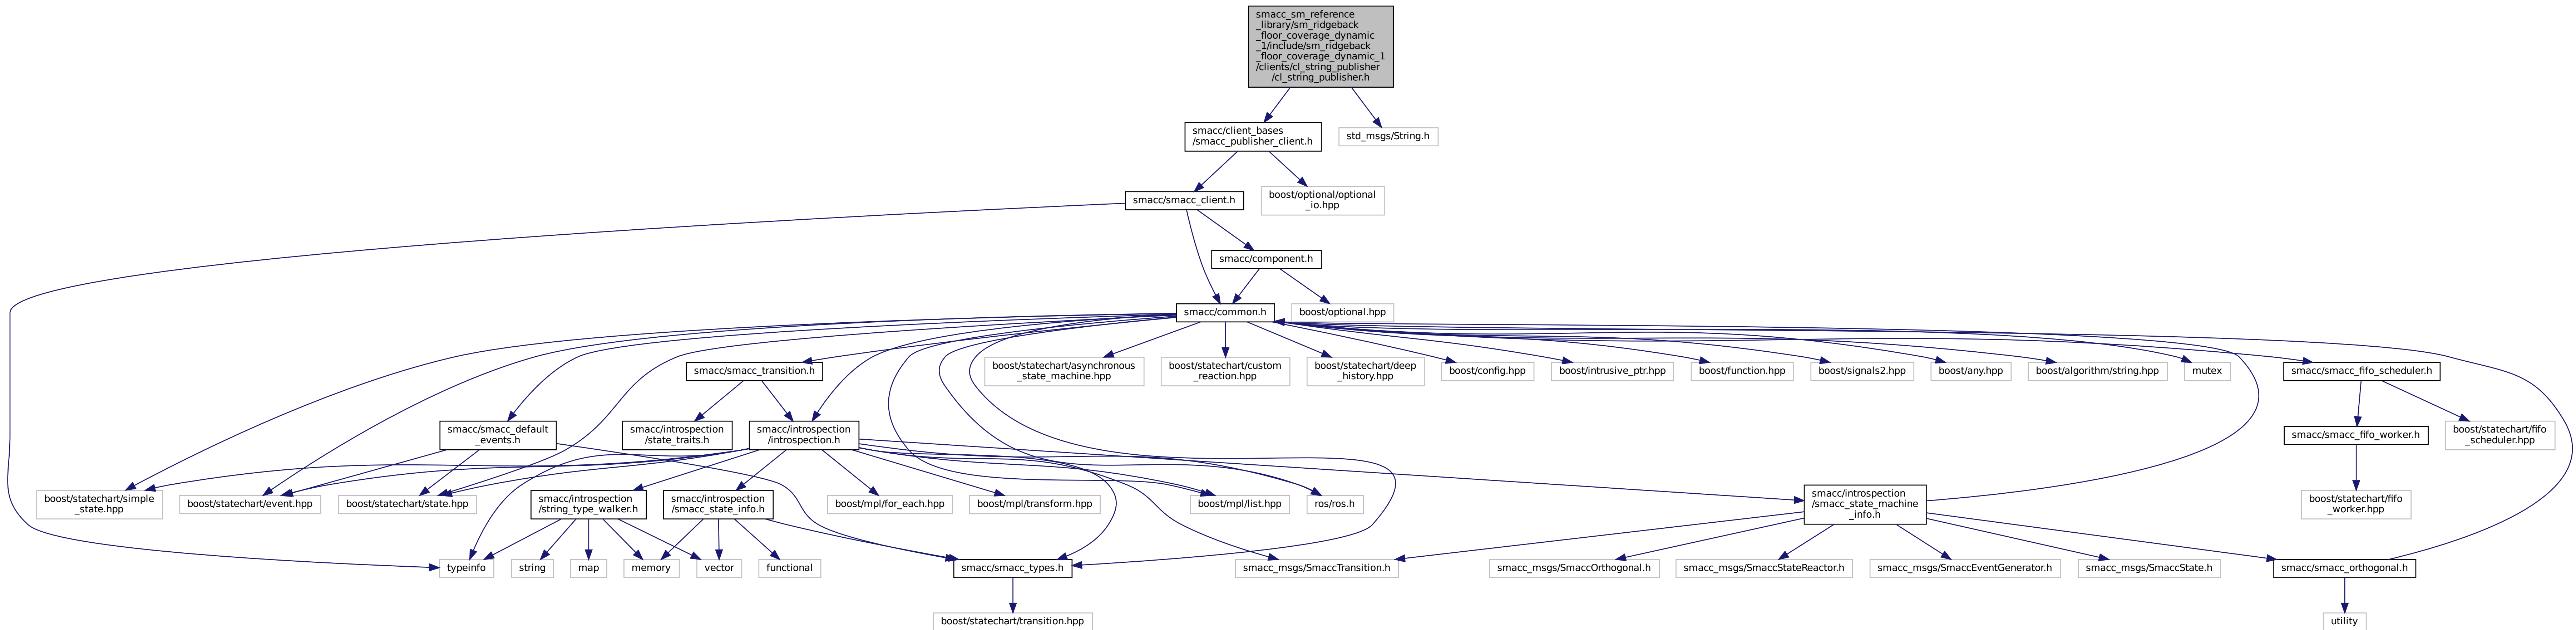 smacc_sm_reference
_library/sm_ridgeback
_floor_coverage_dynamic
_1/include/sm_ridgeback
_floor_coverage_dynamic_1
/clients/cl_string_publisher
/cl_string_publisher.h
smacc/client_bases
/smacc_publisher_client.h
std_msgs/String.h
smacc/smacc_client.h
boost/optional/optional
_io.hpp
smacc/component.h
smacc/common.h
boost/optional.hpp
smacc/smacc_transition.h
boost/statechart/asynchronous
_state_machine.hpp
boost/statechart/custom
_reaction.hpp
boost/statechart/deep
_history.hpp
boost/config.hpp
boost/intrusive_ptr.hpp
boost/function.hpp
boost/signals2.hpp
boost/any.hpp
boost/algorithm/string.hpp
mutex
smacc/smacc_fifo_scheduler.h
smacc/smacc_default
_events.h
smacc/introspection
/state_traits.h
smacc/introspection
/introspection.h
smacc/smacc_fifo_worker.h
boost/statechart/fifo
_scheduler.hpp
boost/statechart/simple
_state.hpp
boost/statechart/event.hpp
boost/statechart/state.hpp
smacc/introspection
/string_type_walker.h
smacc/introspection
/smacc_state_info.h
boost/mpl/for_each.hpp
boost/mpl/transform.hpp
boost/mpl/list.hpp
ros/ros.h
smacc/introspection
/smacc_state_machine
_info.h
boost/statechart/fifo
_worker.hpp
typeinfo
string
map
memory
vector
functional
smacc/smacc_types.h
smacc_msgs/SmaccTransition.h
smacc_msgs/SmaccOrthogonal.h
smacc_msgs/SmaccStateReactor.h
smacc_msgs/SmaccEventGenerator.h
smacc_msgs/SmaccState.h
smacc/smacc_orthogonal.h
boost/statechart/transition.hpp
utility